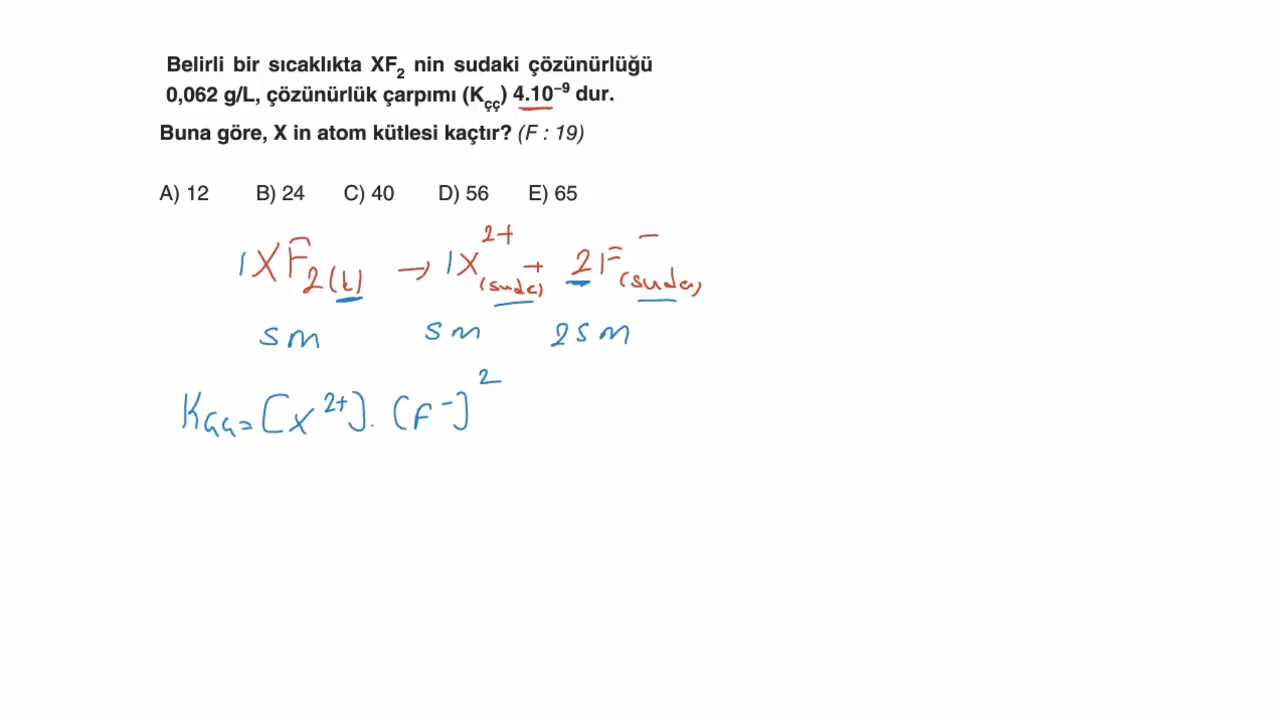 Belirli bir sıcaklıkta XF₂ nin sudaki çözünürlüğü
0,062 g/L, çözünürlük çarpımı (Kçç) 4.10⁻⁹ dur.
Buna göre, X in atom kütlesi kaçtır? (F : 19)
A) 12 B) 24 C) 40 D) 56 E) 65
1XF₂(k) → 1X²⁺(suda) + 2F⁻(suda)
sm sm 2sm
Kçç = [X²⁺] . [F⁻]²